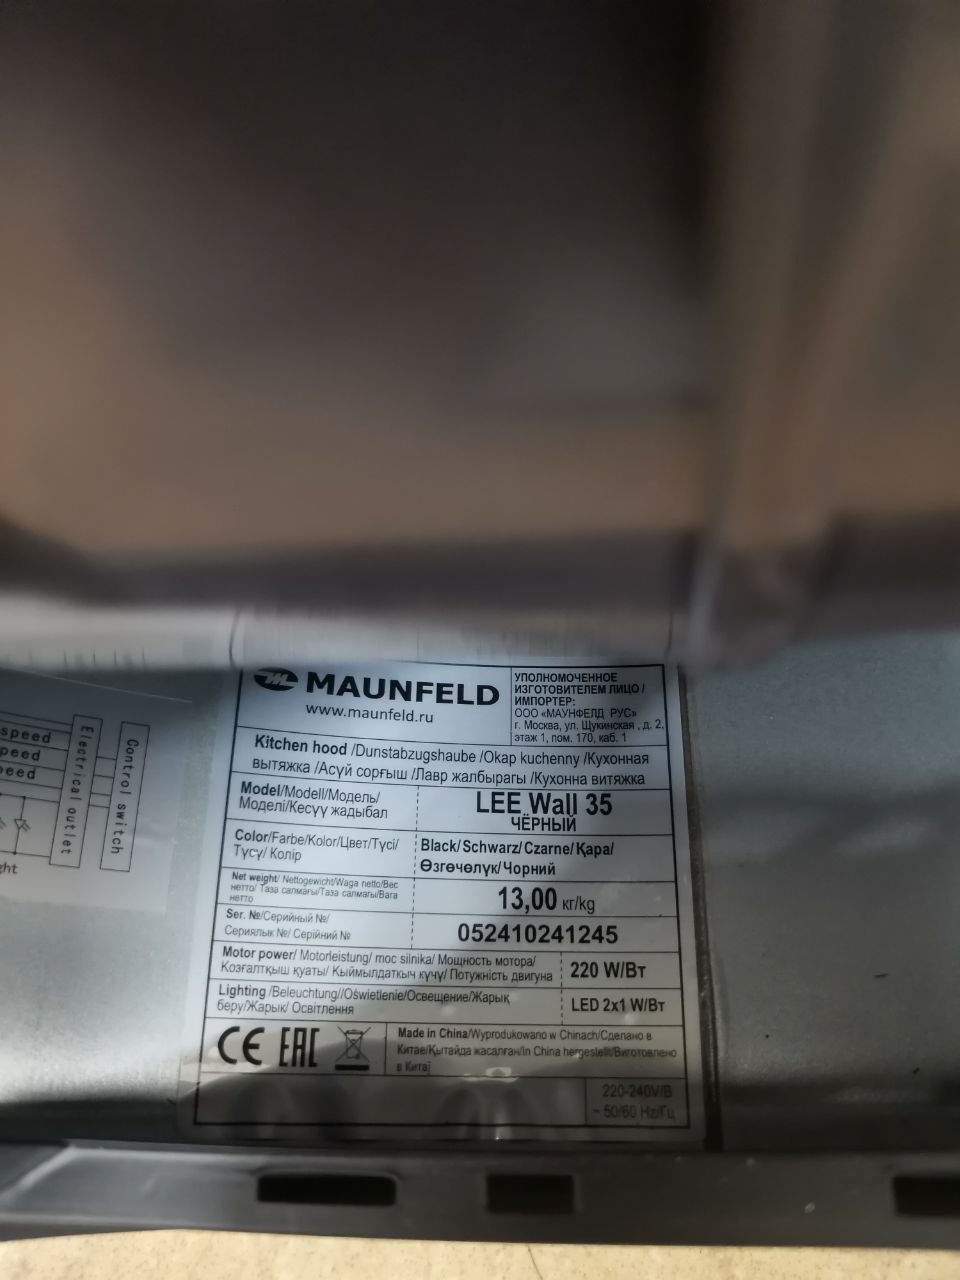 MAUNFELD
www.maunfeld.ru
УПОЛНОМОЧЕННОЕ
ИЗГОТОВИТЕЛЕМ ЛИЦО /
ИМПОРТЕР:
ООО «МАУНФЕЛД РУС»
г. Москва, ул. Щукинская , д. 2,
этаж 1, пом. 170, каб. 1
Kitchen hood /Dunstabzugshaube /Okap kuchenny /Кухонная
вытяжка /Асүй сорғыш /Лавр жалбырагы /Кухонна витяжка
Model/Modell/Модель/
Моделі/Кесүү жадыбал
LEE Wall 35
ЧЁРНЫЙ
Color/Farbe/Kolor/Цвет/Түсі/
Түсү/ Колір
Black/Schwarz/Czarne/Қара/
Өзгөчөлүк/Чорний
Net weight/ Nettogewicht/Waga netto/Вес
нетто/ Таза салмағы/Таза салмагы/Вага
нетто
13,00 кг/kg
Ser. №/Серийный №/
Сериялык №/ Серійний №
052410241245
Motor power/ Motorleistung/ moc silnika/ Мощность мотора/
Козғалтқыш қуаты/ Кыймылдаткыч күчү/ Потужність двигуна
220 W/Вт
Lighting /Beleuchtung//Oświetlenie/Освещение/Жарық
беру/Жарык/ Освітлення
LED 2x1 W/Вт
CE EAC
Made in China/Wyprodukowano w Chinach/Сделано в
Китае/Қытайда жасалған/In China hergestellt/Виготовлено
в Китаї
220-240V/В
~ 50/60 Hz/Гц
speed
peed
eed
Electrical outlet
Control switch
ght